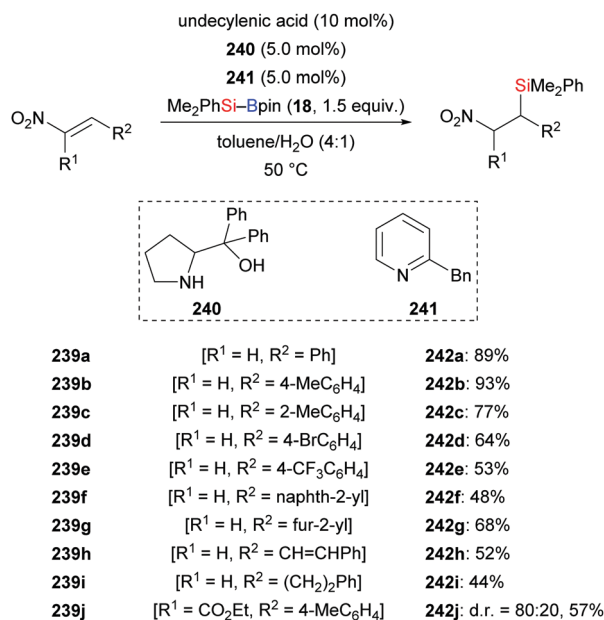 undecylenic acid (10 mol%)
240 (5.0 mol%)
241 (5.0 mol%)
Me₂PhSi–Bpin (18, 1.5 equiv.)
toluene/H₂O (4:1)
50 °C
O₂N
R²
R¹
SiMe₂Ph
O₂N
R²
R¹
Ph
Ph
OH
NH
240
N
Bn
241
239a [R¹ = H, R² = Ph] 242a: 89%
239b [R¹ = H, R² = 4-MeC₆H₄] 242b: 93%
239c [R¹ = H, R² = 2-MeC₆H₄] 242c: 77%
239d [R¹ = H, R² = 4-BrC₆H₄] 242d: 64%
239e [R¹ = H, R² = 4-CF₃C₆H₄] 242e: 53%
239f [R¹ = H, R² = naphth-2-yl] 242f: 48%
239g [R¹ = H, R² = fur-2-yl] 242g: 68%
239h [R¹ = H, R² = CH=CHPh] 242h: 52%
239i [R¹ = H, R² = (CH₂)₂Ph] 242i: 44%
239j [R¹ = CO₂Et, R² = 4-MeC₆H₄] 242j: d.r. = 80:20, 57%